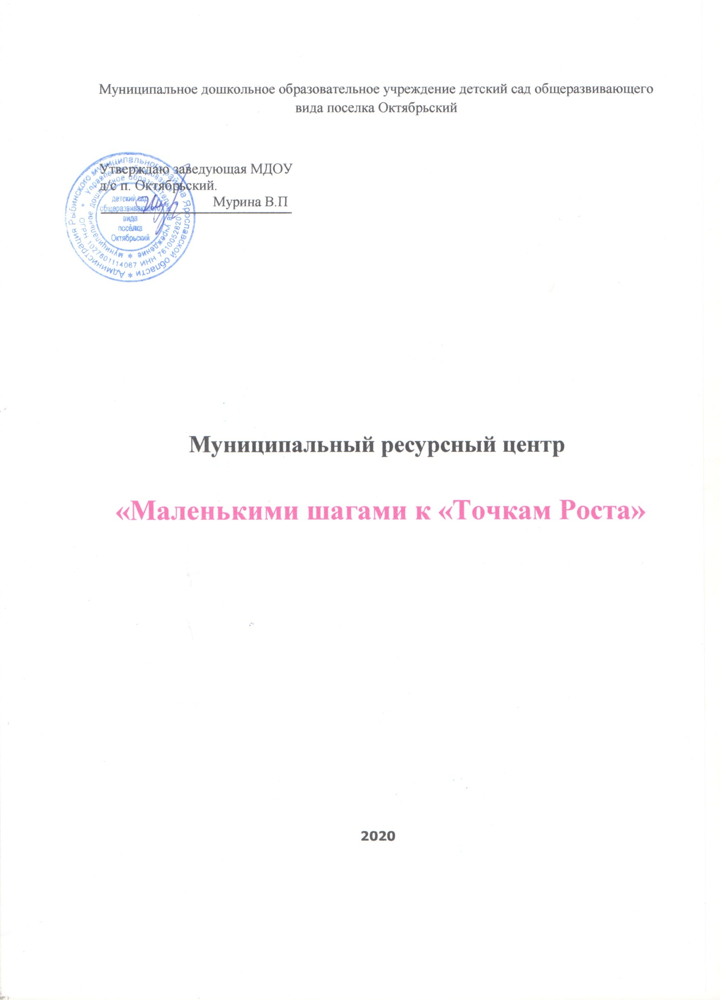 Муниципальное дошкольное образовательное учреждение детский сад общеразвивающего
вида поселка Октябрьский
Утверждаю заведующая МДОУ
д/с п. Октябрьский.
Мурина В.П
Администрация Рыбинского муниципального района Ярославской области
Управление образования
ОГРН 1027601114067 ИНН 7610052820
муниципальное дошкольное образовательное учреждение
детский сад
общеразвивающего
вида
посёлка
Октябрьский
Муниципальный ресурсный центр
«Маленькими шагами к «Точкам Роста»
2020